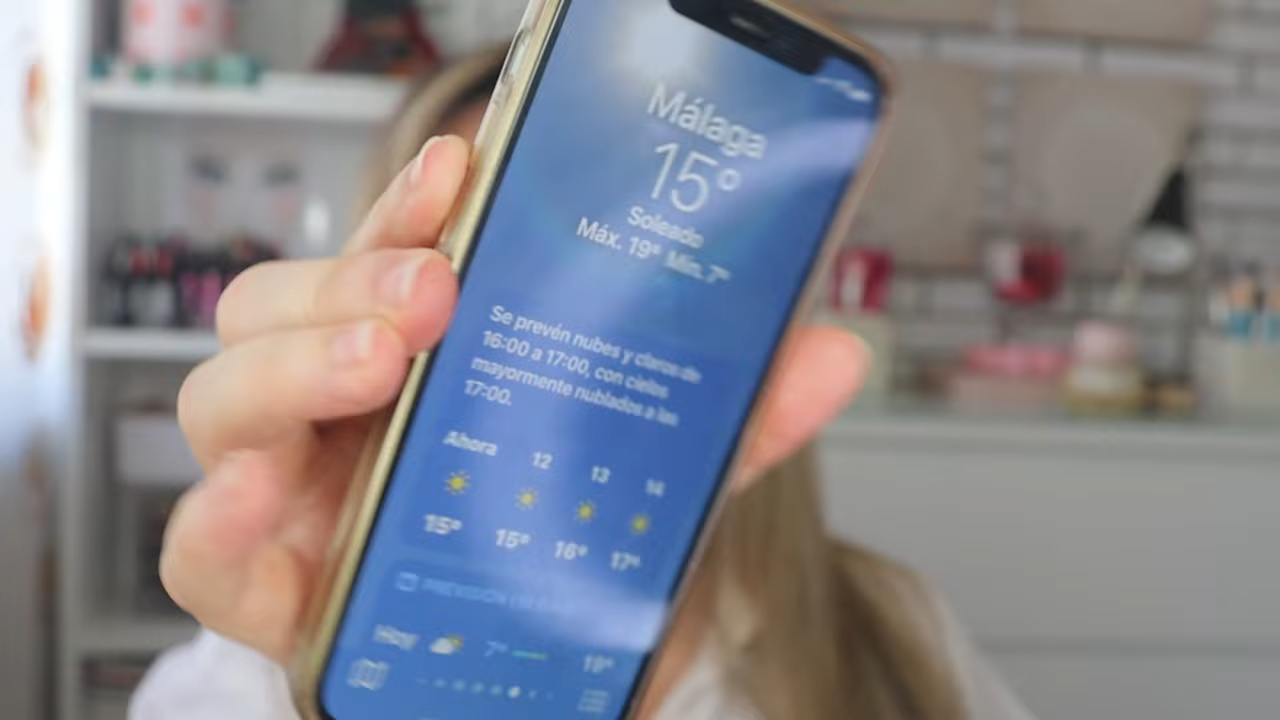 Málaga
15°
Soleado
Máx. 19° Mín. 7°
Se prevén nubes y claros de
16:00 a 17:00, con cielos
mayormente nublados a las
17:00.
Ahora 12 13 14
15° 15° 16° 17°
PREVISIÓN
Hoy 7° 19°